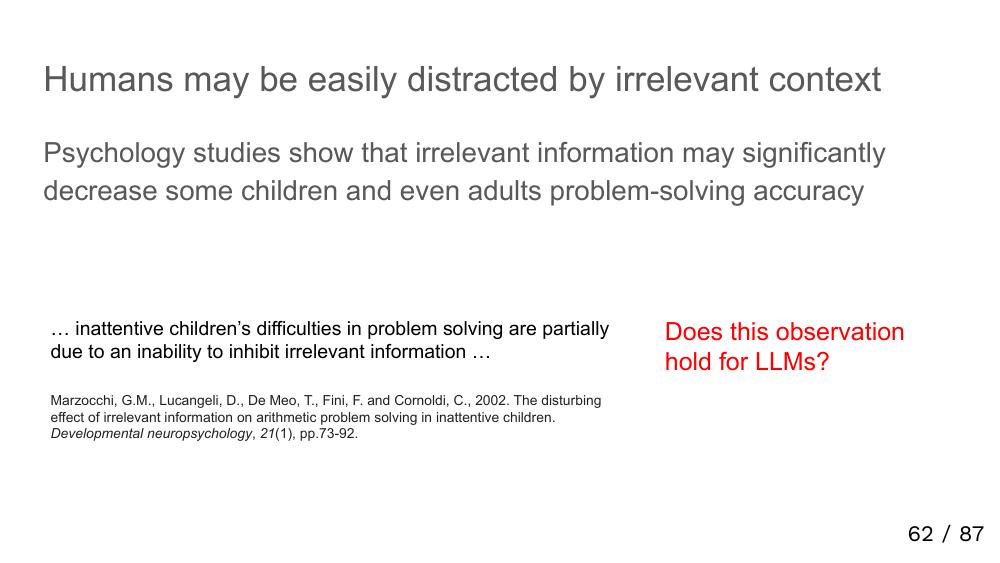 Humans may be easily distracted by irrelevant context
Psychology studies show that irrelevant information may significantly
decrease some children and even adults problem-solving accuracy
… inattentive children’s difficulties in problem solving are partially
due to an inability to inhibit irrelevant information …
Marzocchi, G.M., Lucangeli, D., De Meo, T., Fini, F. and Cornoldi, C., 2002. The disturbing
effect of irrelevant information on arithmetic problem solving in inattentive children.
Developmental neuropsychology, 21(1), pp.73-92.
Does this observation
hold for LLMs?
62 / 87